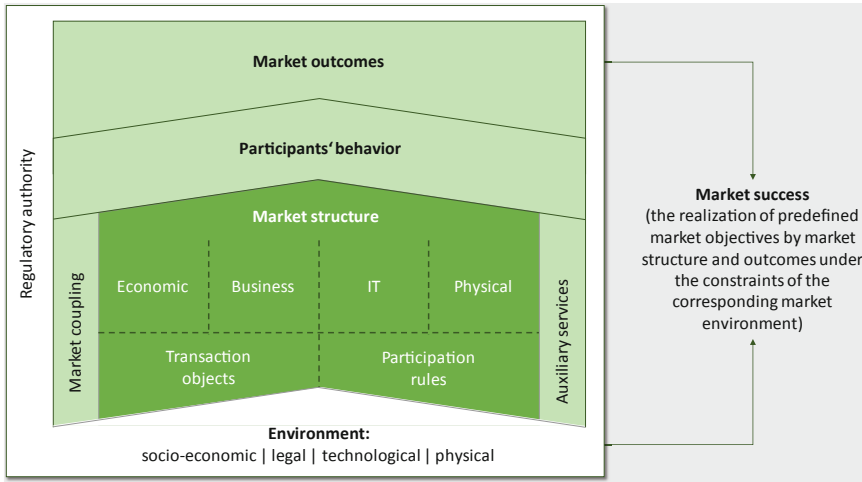 Market outcomes
Participants‘ behavior
Regulatory authority
Market structure
Economic
Business
IT
Physical
Market coupling
Transaction
objects
Participation
rules
Auxiliary services
Environment:
socio-economic | legal | technological | physical
Market success
(the realization of predefined
market objectives by market
structure and outcomes under
the constraints of the
corresponding market
environment)